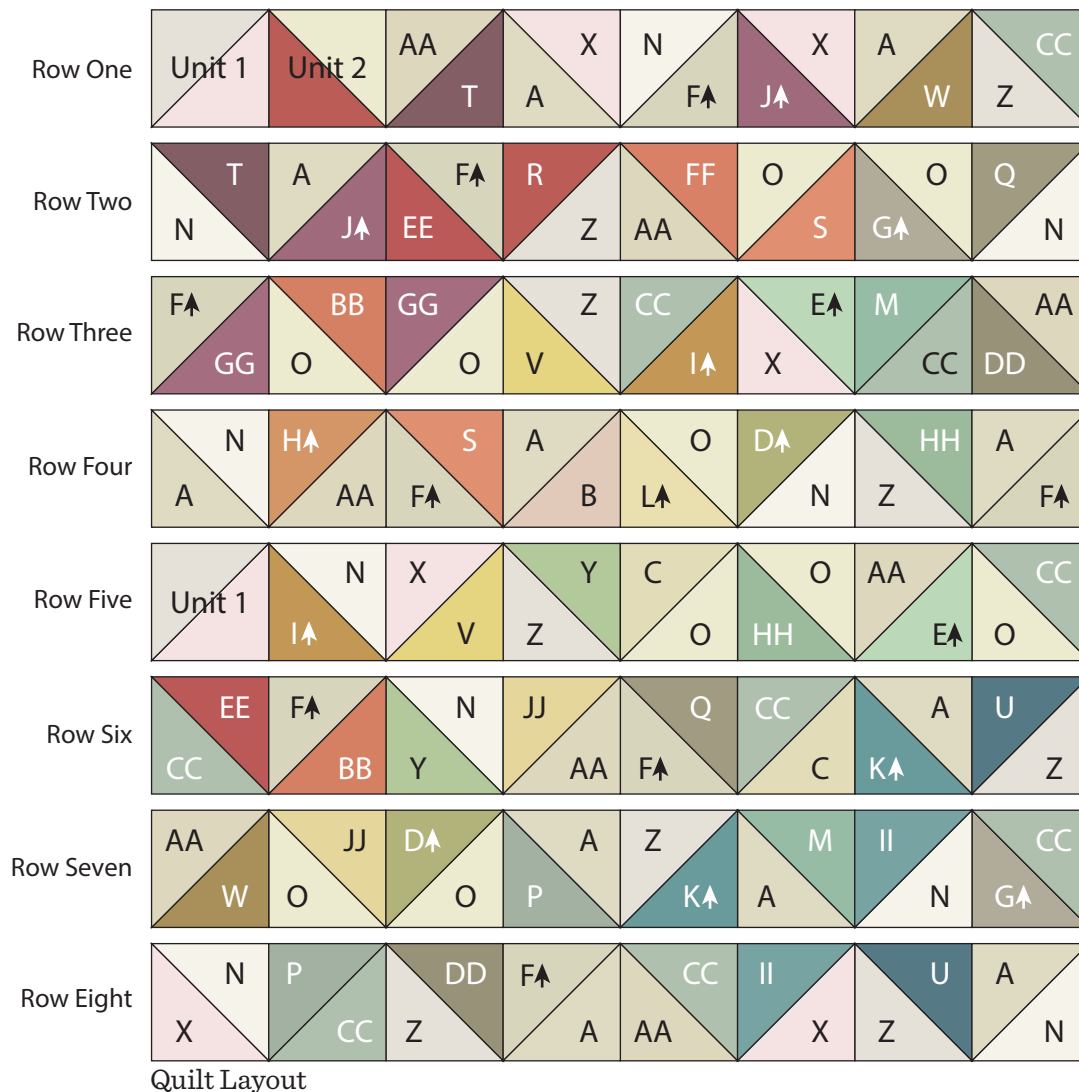 Row One Unit 1 Unit 2 AA X N X A CC
T A F J W Z
Row Two T A F R FF O O Q
N J EE Z AA S G N
Row Three F BB GG Z CC E M AA
GG O O V I X CC DD
Row Four N H S A O D HH A
A AA F B L N Z F
Row Five Unit 1 N X Y C O AA CC
I V Z O HH E O
Row Six EE F N JJ Q CC A U
CC BB Y AA F C K Z
Row Seven AA JJ D A Z M II CC
W O O P K A N G
Row Eight N P DD F CC II U A
X CC Z A AA X Z N
Quilt Layout